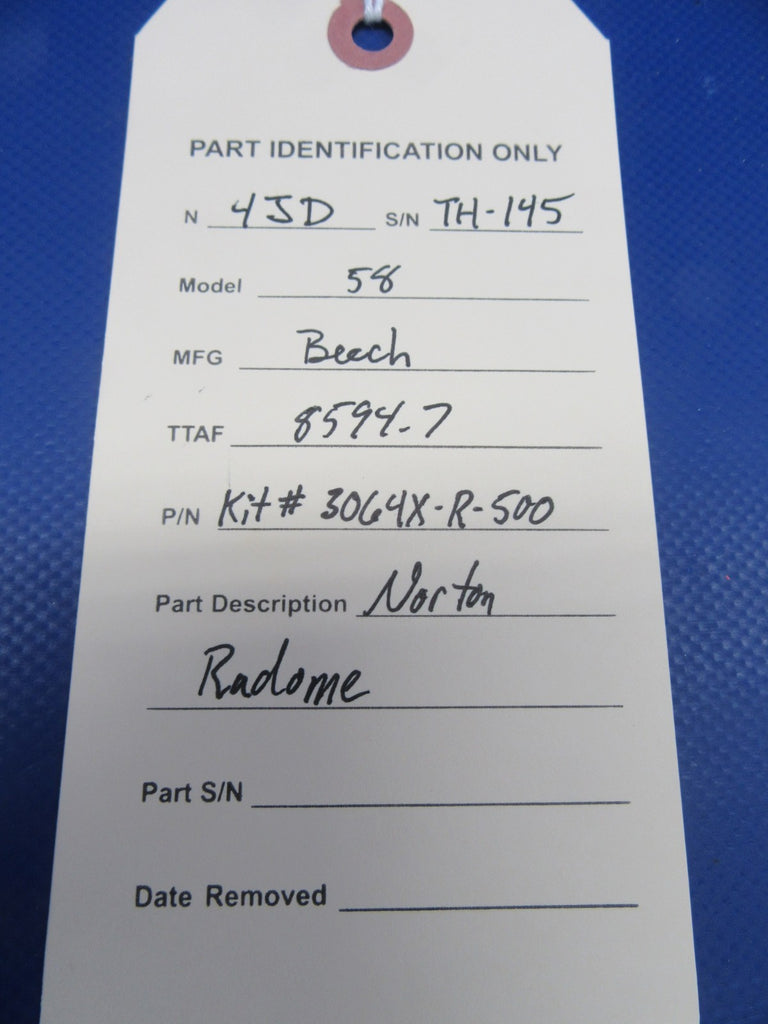 PART IDENTIFICATION ONLY
N 4JD S/N TH-145
Model 58
MFG Beech
TTAF 8594.7
P/N Kit# 3064X-R-500
Part Description Norton
Radome
Part S/N
Date Removed